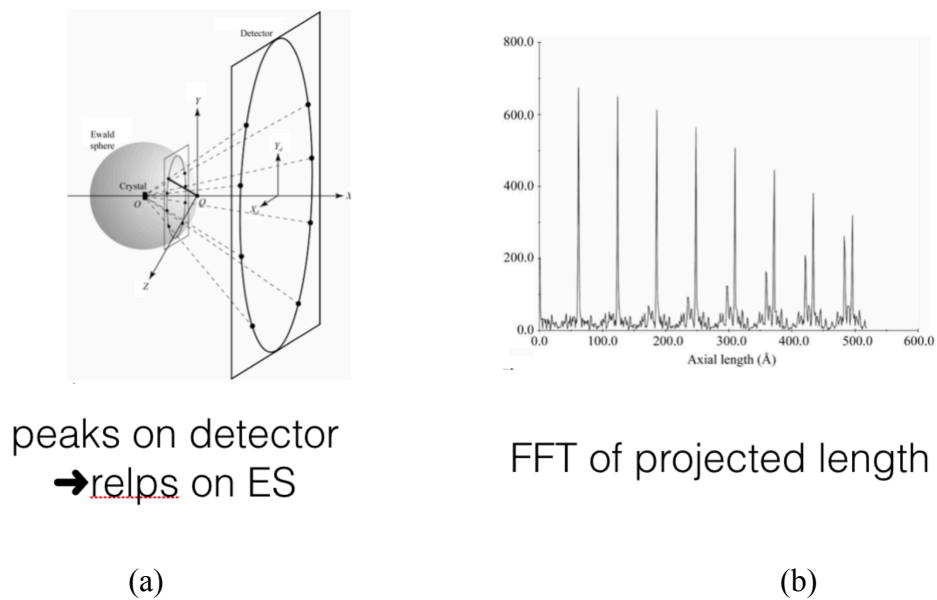 Detector
Ewald
sphere
Y
Crystal
O
Q
Z
Y_d
X_d
X
peaks on detector
➔relps on ES
(a)
800.0
600.0
400.0
200.0
0.0
0.0 100.0 200.0 300.0 400.0 500.0 600.0
Axial length (Å)
FFT of projected length
(b)